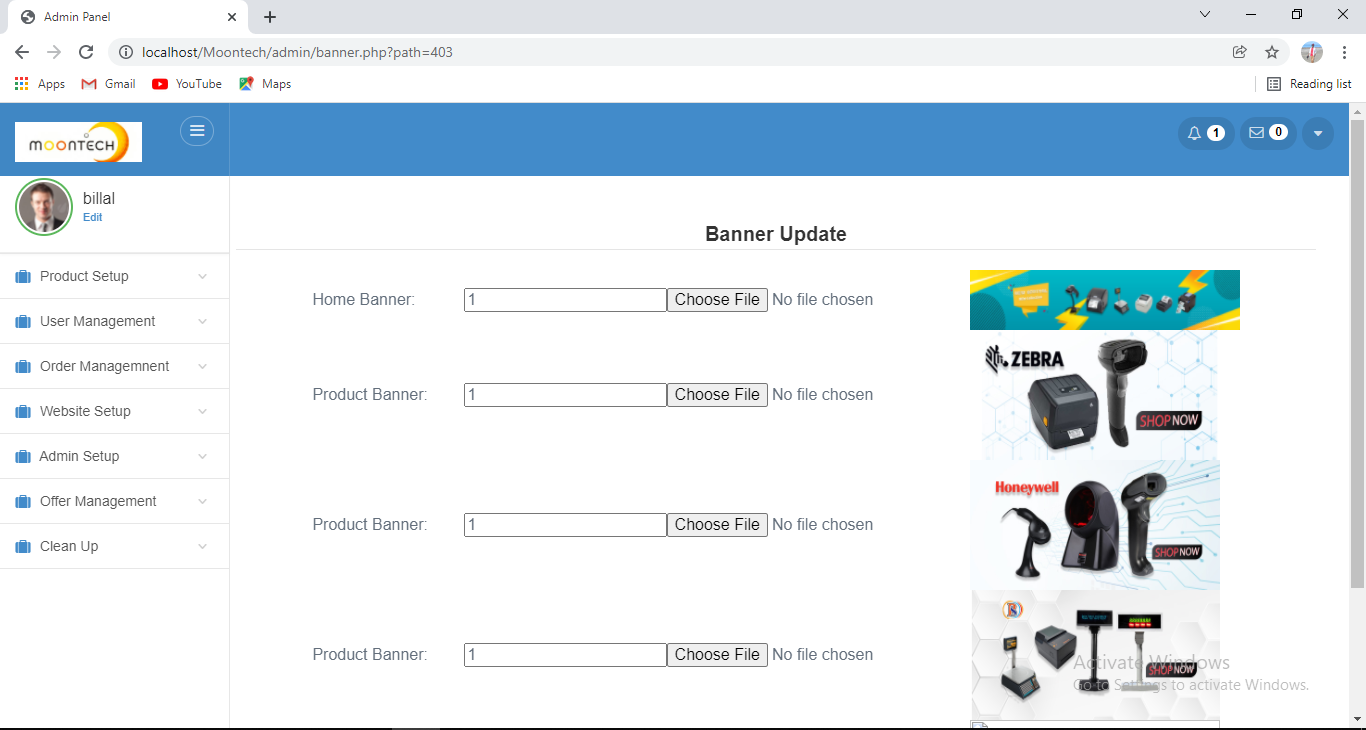 Admin Panel
localhost/Moontech/admin/banner.php?path=403
Apps
Gmail
YouTube
Maps
Reading list
MOONTECH
1
0
billal
Edit
Product Setup
User Management
Order Managemnent
Website Setup
Admin Setup
Offer Management
Clean Up
Banner Update
Home Banner:
1
Choose File
No file chosen
Product Banner:
1
Choose File
No file chosen
ZEBRA
SHOP NOW
Product Banner:
1
Choose File
No file chosen
Honeywell
SHOP NOW
Product Banner:
1
Choose File
No file chosen
SHOP NOW
Activate Windows
Go to Settings to activate Windows.